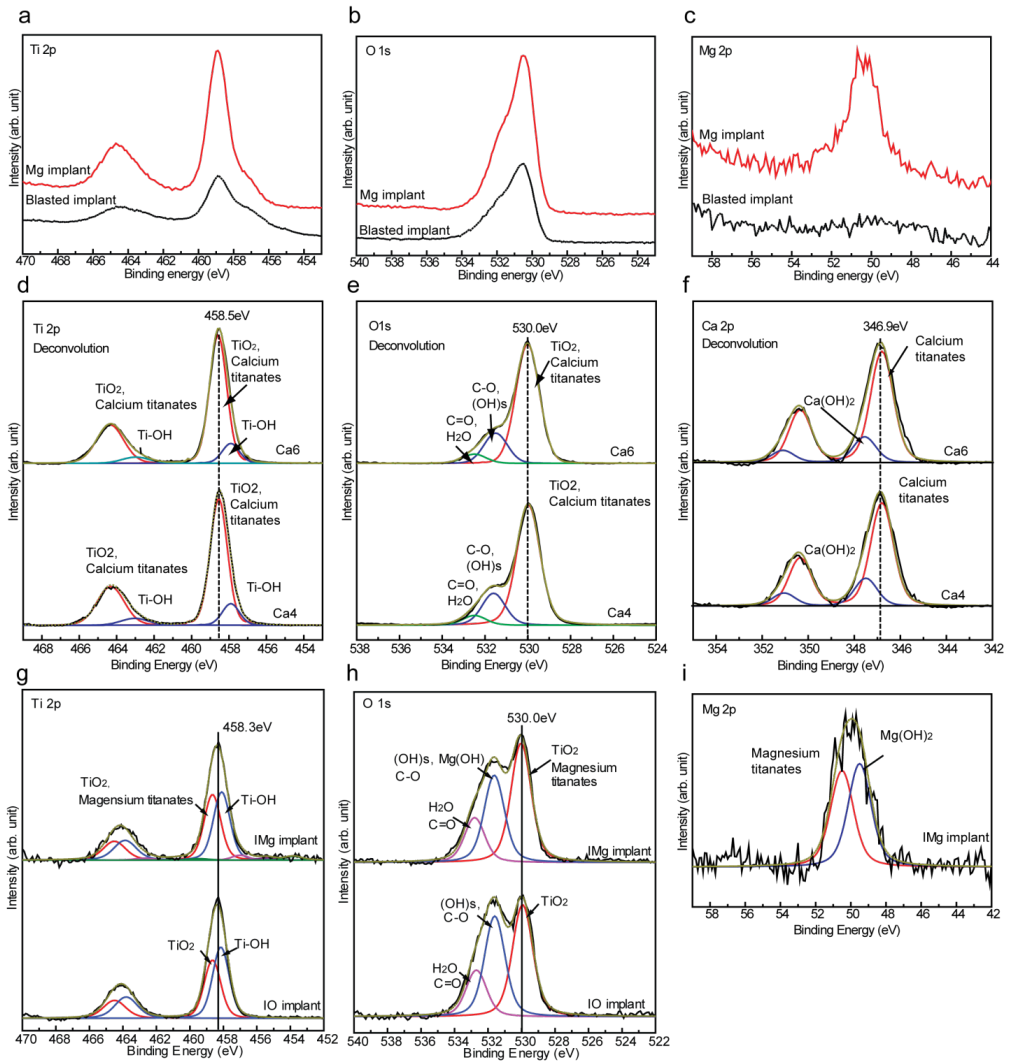 a
Ti 2p
Intensity (arb. unit)
Mg implant
Blasted implant
470 468 466 464 462 460 458 456 454
Binding energy (eV)
b
O 1s
Intensity (arb. unit)
Mg implant
Blasted implant
540 538 536 534 532 530 528 526 524
Binding energy (eV)
c
Mg 2p
Intensity (arb. unit)
Mg implant
Blasted implant
58 56 54 52 50 48 46 44
Binding energy (eV)
d
Ti 2p
Deconvolution
458.5eV
TiO2,
Calcium
titanates
TiO2,
Calcium titanates
Ti-OH
Ti-OH
Ca6
TiO2,
Calcium
titanates
TiO2,
Calcium titanates
Ti-OH
Ti-OH
Ca4
Intensity (arb. unit)
468 466 464 462 460 458 456 454
Binding Energy (eV)
e
O1s
Deconvolution
530.0eV
TiO2,
Calcium
titanates
C-O,
(OH)s
C=O,
H2O
Ca6
TiO2,
Calcium titanates
C-O,
(OH)s
C=O,
H2O
Ca4
Intensity (arb. unit)
538 536 534 532 530 528 526 524
Binding Energy (eV)
f
Ca 2p
Deconvolution
346.9eV
Calcium
titanates
Ca(OH)2
Ca6
Calcium
titanates
Ca(OH)2
Ca4
Intensity (arb. unit)
354 352 350 348 346 344 342
Binding Energy (eV)
g
Ti 2p
458.3eV
TiO2,
Magensium titanates
Ti-OH
IMg implant
TiO2
Ti-OH
IO implant
Intensity (arb. unit)
470 468 466 464 462 460 458 456 454 452
Binding Energy (eV)
h
O 1s
530.0eV
(OH)s, Mg(OH)
C-O
TiO2
Magnesium
titanates
H2O
C=O
IMg implant
(OH)s,
C-O
TiO2
H2O
C=O
IO implant
Intensity (arb. unit)
540 538 536 534 532 530 528 526 524 522
Binding Energy (eV)
i
Mg 2p
Magnesium
titanates
Mg(OH)2
IMg implant
Intensity (arb. unit)
58 56 54 52 50 48 46 44 42
Binding Energy (eV)